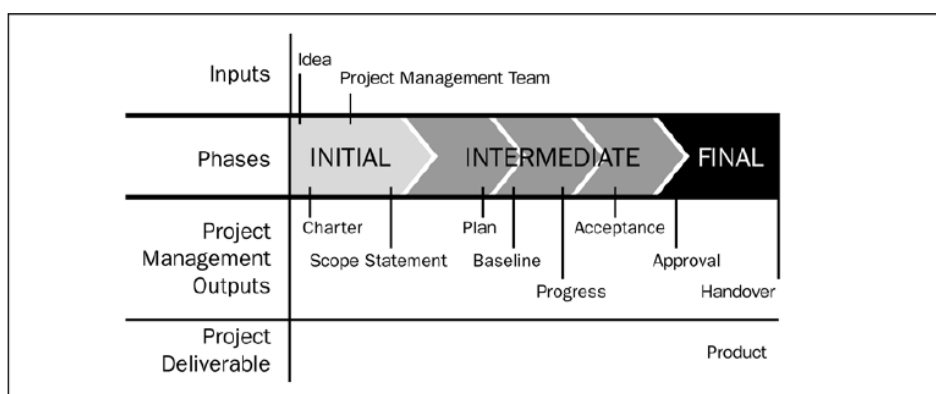 Inputs
Idea
Project Management Team
Phases
INITIAL
INTERMEDIATE
FINAL
Project
Management
Outputs
Charter
Scope Statement
Plan
Baseline
Progress
Acceptance
Approval
Handover
Project
Deliverable
Product